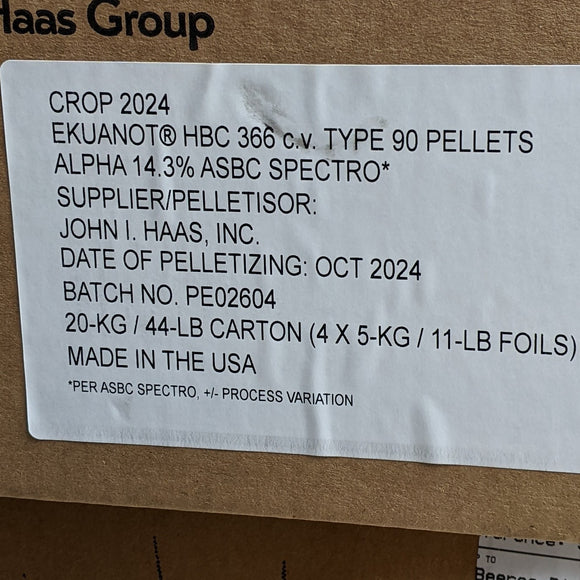 Haas Group
CROP 2024
EKUANOT® HBC 366 c.v. TYPE 90 PELLETS
ALPHA 14.3% ASBC SPECTRO*
SUPPLIER/PELLETISOR:
JOHN I. HAAS, INC.
DATE OF PELLETIZING: OCT 2024
BATCH NO. PE02604
20-KG / 44-LB CARTON (4 X 5-KG / 11-LB FOILS)
MADE IN THE USA
*PER ASBC SPECTRO, +/- PROCESS VARIATION
TO